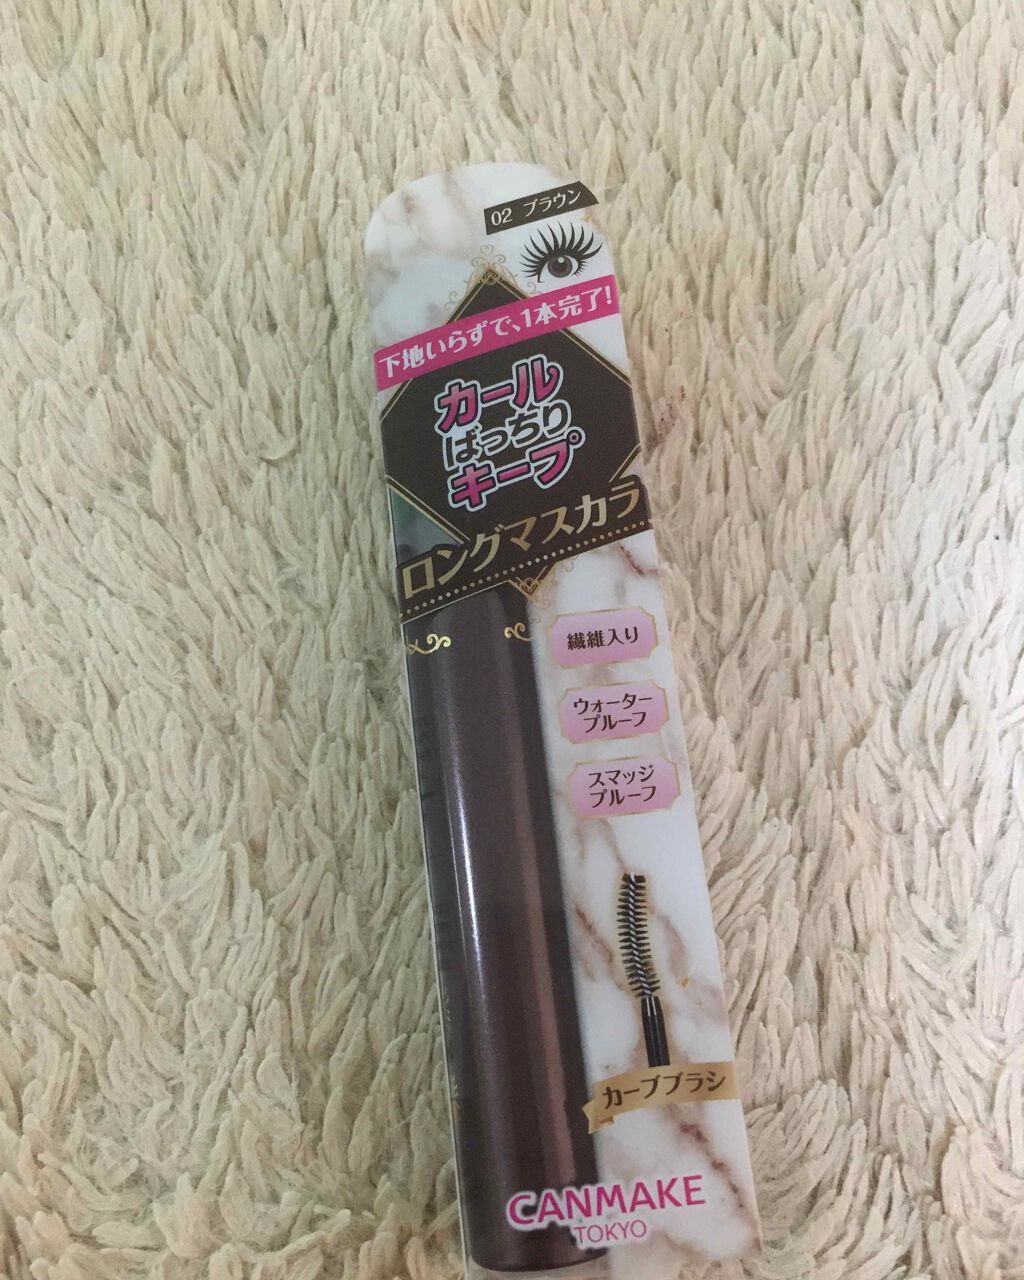 02 ブラウン
下地いらずで、1本完了!
カール
ばっちり
キープ
ロングマスカラ
繊維入り
ウォーター
プルーフ
スマッジ
プルーフ
カーブブラシ
CANMAKE
TOKYO